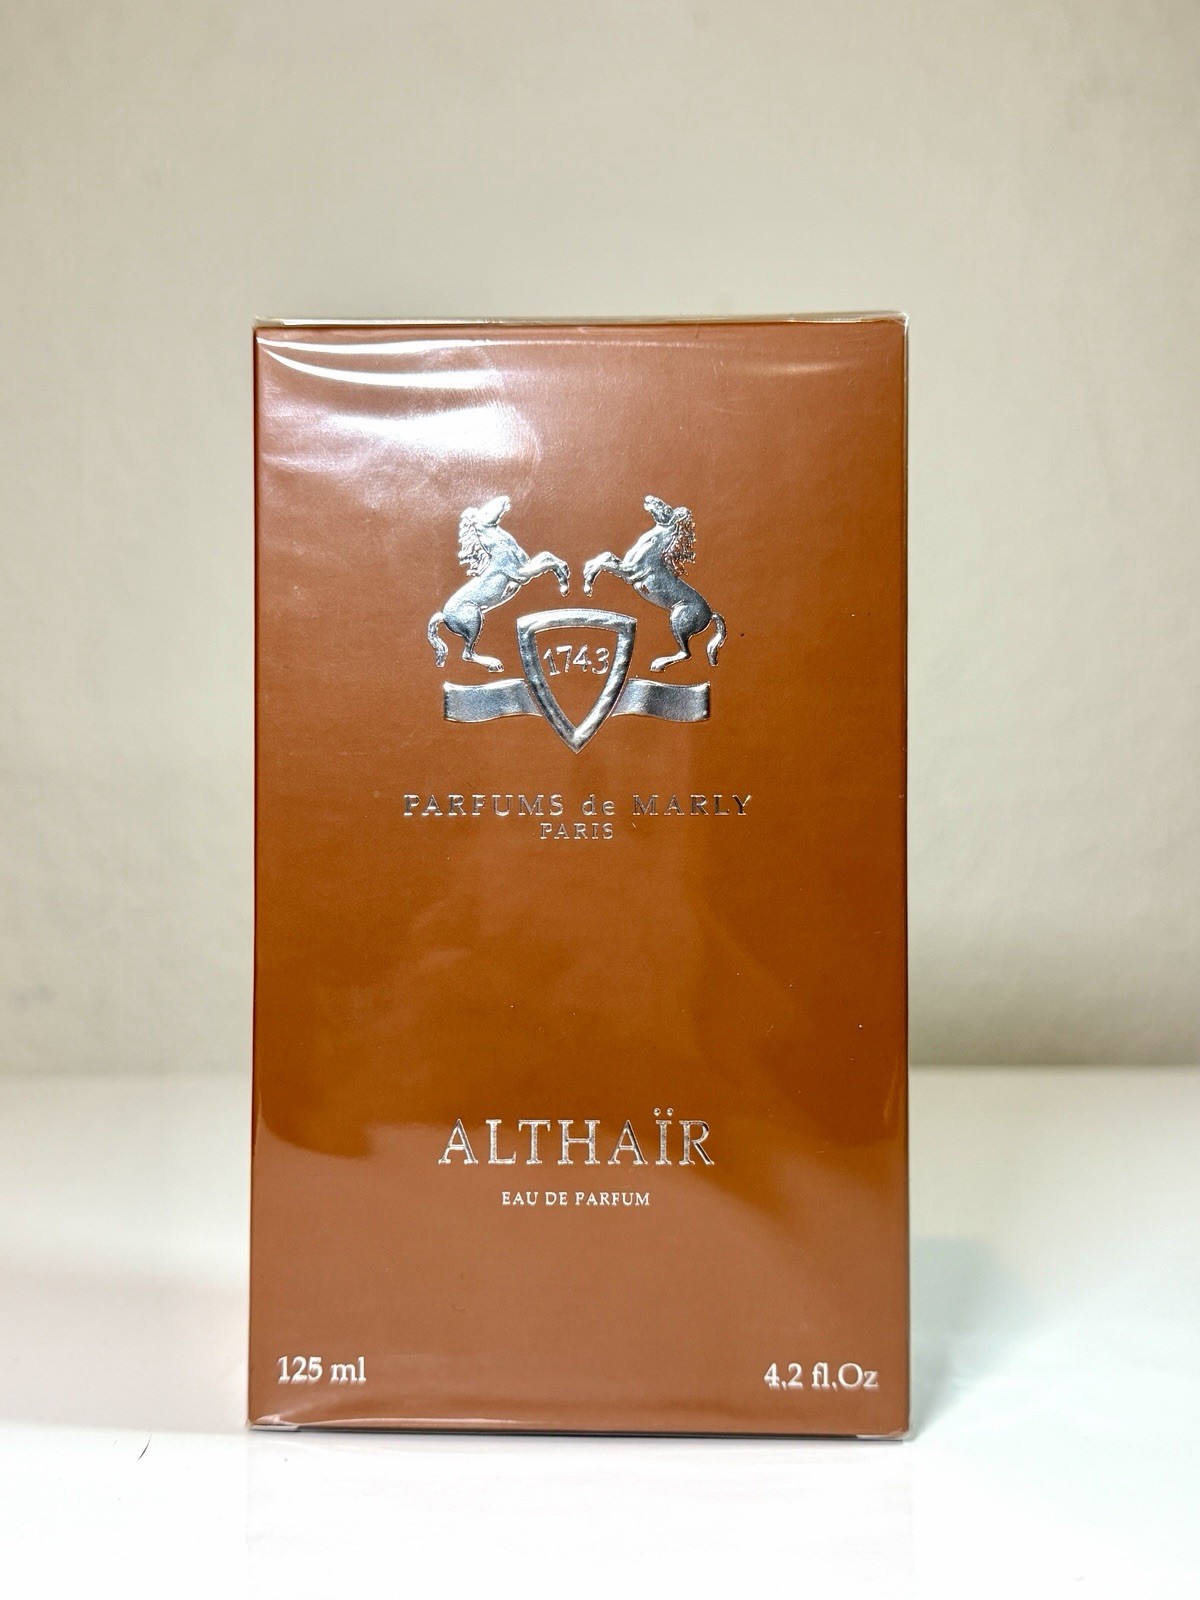 1743
PARFUMS de MARLY
PARIS
ALTHAÏR
EAU DE PARFUM
125 ml
4.2 fl.Oz